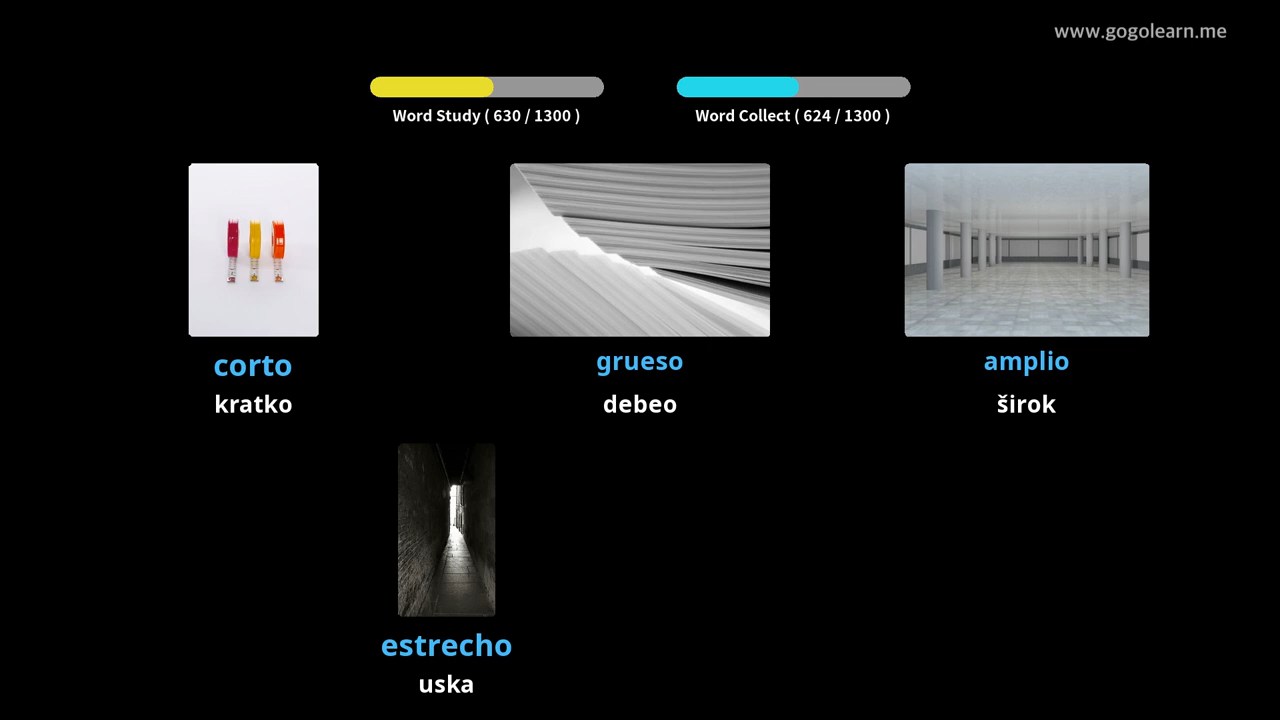 www.gogolearn.me
Word Study ( 630 / 1300 )
Word Collect ( 624 / 1300 )
corto
kratko
grueso
debeo
amplio
širok
estrecho
uska